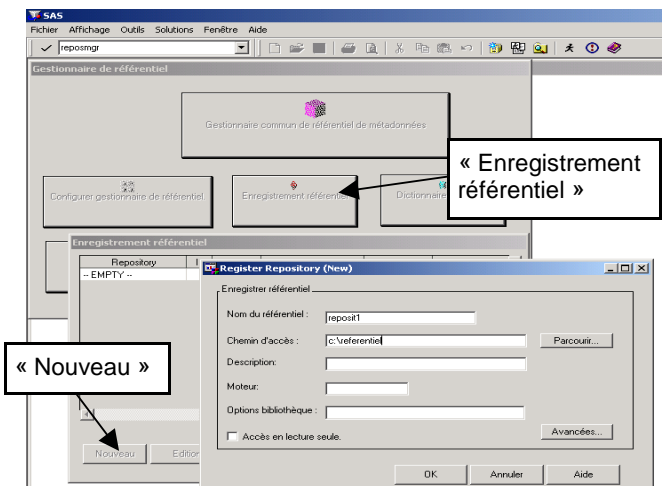 SAS
Fichier Affichage Outils Solutions Fenêtre Aide
reposmgr
Gestionnaire de référentiel
Gestionnaire commun de référentiel de métadonnées
« Enregistrement
référentiel »
Configurer gestionnaire de référentiel
Enregistrement référentiel
Dictionnaire
Enregistrement référentiel
Repository
-- EMPTY --
Register Repository (New)
Enregistrer référentiel
Nom du référentiel : reposit1
Chemin d'accès : c:\referentiel Parcourir...
Description:
Moteur:
Options bibliothèque :
Accès en lecture seule. Avancées...
« Nouveau »
Nouveau Edition
OK Annuler Aide